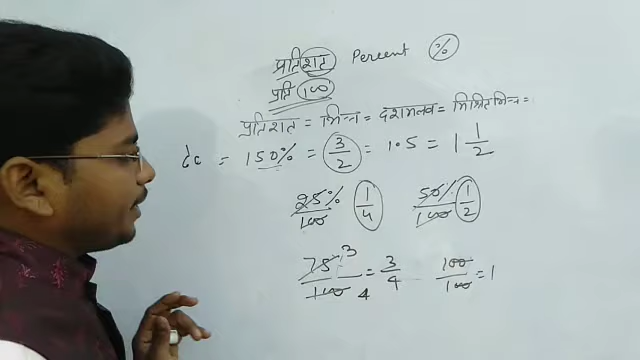 प्रतिशत Percent %
प्रति 100
प्रतिशत = भिन्न = दशमलव = मिश्रित भिन्न =
= 150% = 3/2 = 1.5 = 1 1/2
25%/100 1/4 50%/100 1/2
75/100 3/4 = 3/4 100/100 = 1